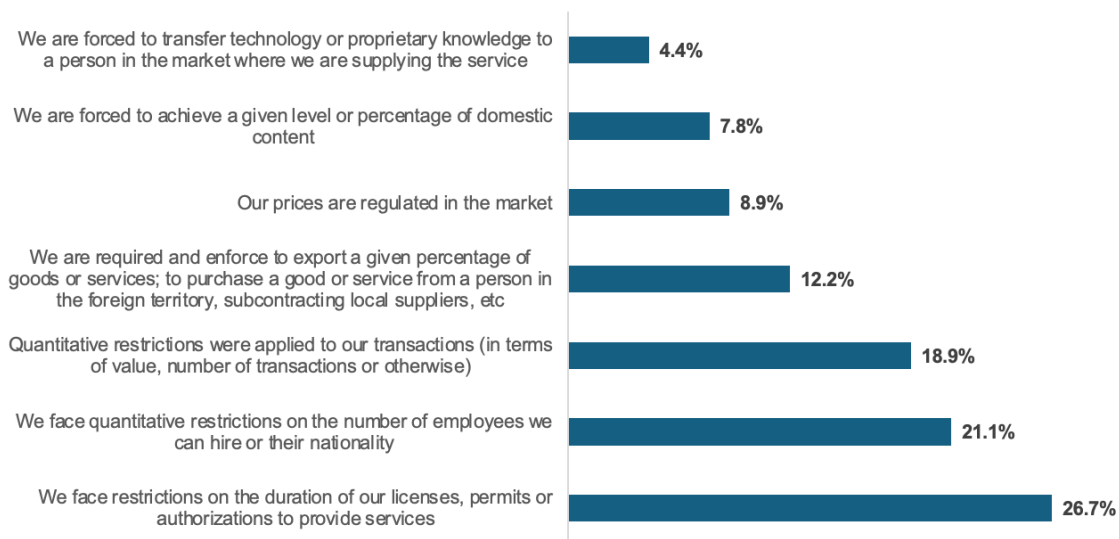 We are forced to transfer technology or proprietary knowledge to
a person in the market where we are supplying the service
4.4%
We are forced to achieve a given level or percentage of domestic
content
7.8%
Our prices are regulated in the market
8.9%
We are required and enforce to export a given percentage of
goods or services; to purchase a good or service from a person in
the foreign territory, subcontracting local suppliers, etc
12.2%
Quantitative restrictions were applied to our transactions (in terms
of value, number of transactions or otherwise)
18.9%
We face quantitative restrictions on the number of employees we
can hire or their nationality
21.1%
We face restrictions on the duration of our licenses, permits or
authorizations to provide services
26.7%